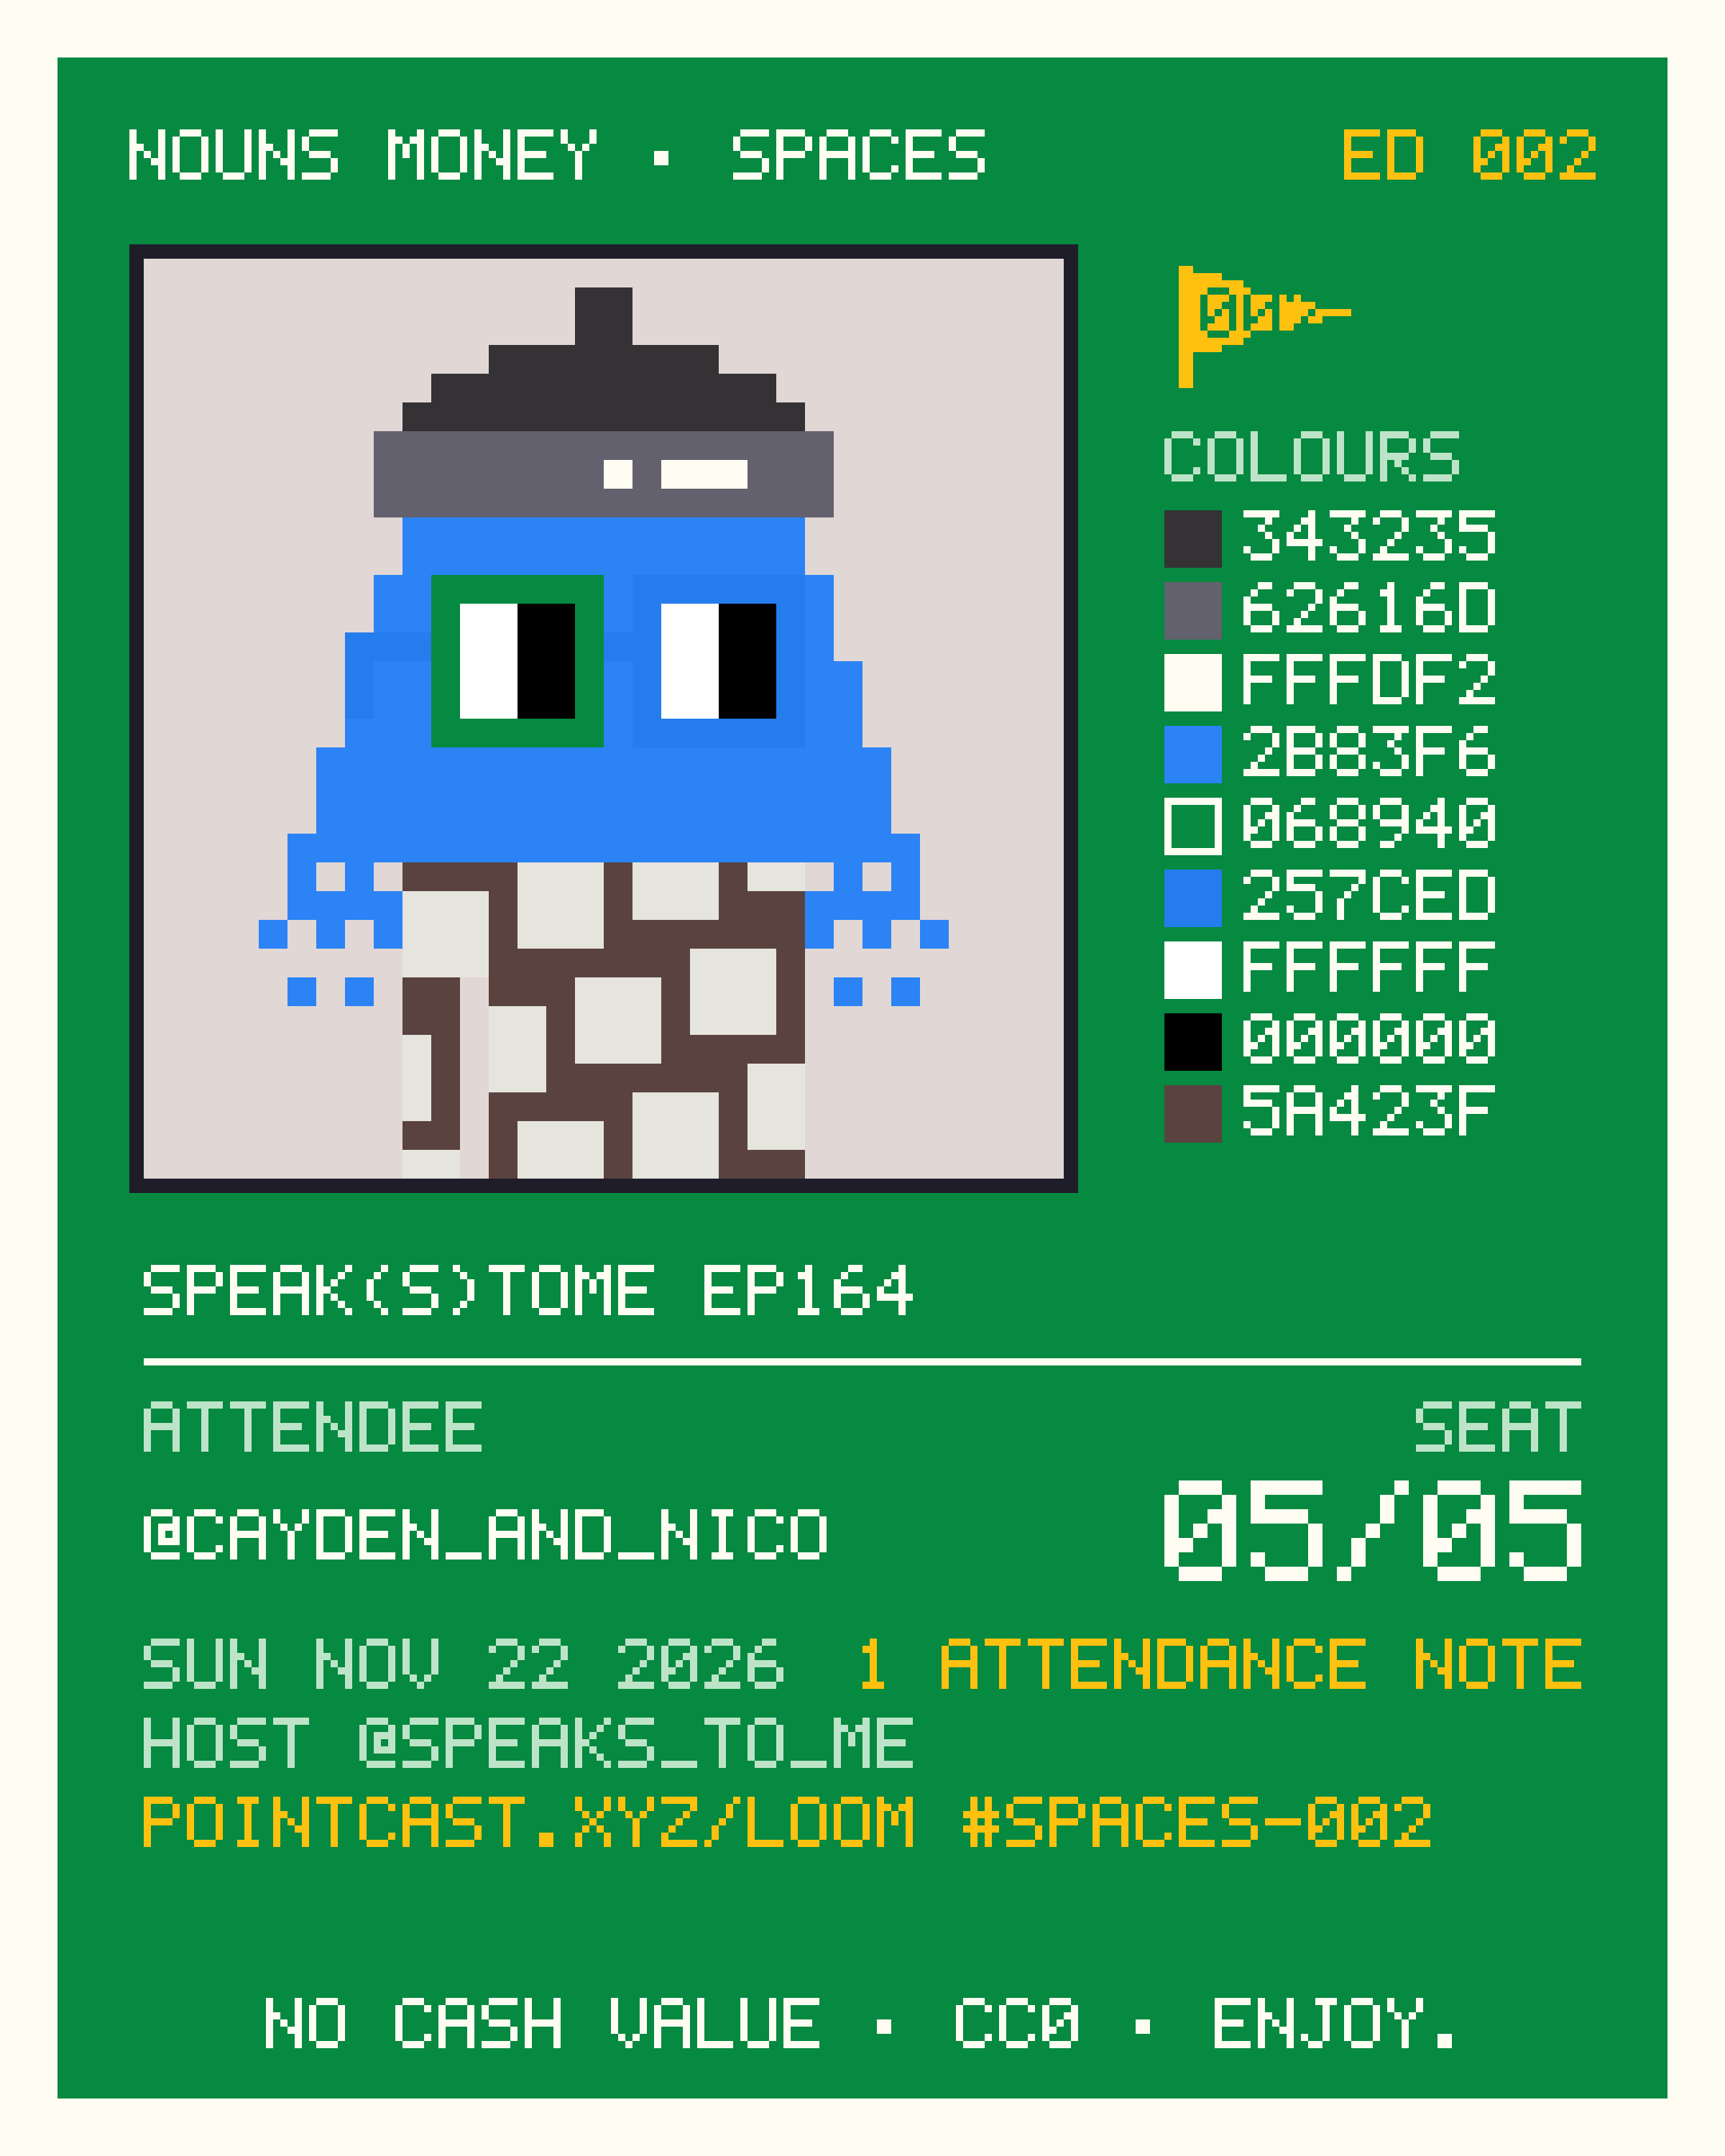 NOUNS MONEY · SPACES
ED 002
COLOURS
343235
62616D
FFFDF2
2B83F6
068940
257CED
FFFFFF
000000
5A423F
SPEAK(S)TOME EP164
ATTENDEE
SEAT
@CAYDEN_AND_NICO
05/05
SUN NOV 22 2026
1 ATTENDANCE NOTE
HOST @SPEAKS_TO_ME
POINTCAST.XYZ/LOOM #SPACES-002
NO CASH VALUE · CC0 · ENJOY.